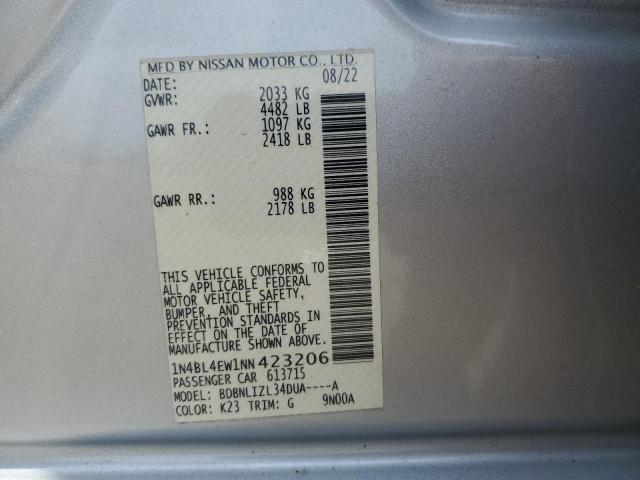 MFD BY NISSAN MOTOR CO., LTD.
DATE: 08/22
GVWR: 2033 KG
4482 LB
GAWR FR.: 1097 KG
2418 LB
GAWR RR.: 988 KG
2178 LB
THIS VEHICLE CONFORMS TO
ALL APPLICABLE FEDERAL
MOTOR VEHICLE SAFETY,
BUMPER, AND THEFT
PREVENTION STANDARDS IN
EFFECT ON THE DATE OF
MANUFACTURE SHOWN ABOVE.
1N4BL4EW1NN423206
PASSENGER CAR 613715
MODEL: BDBNLIZL34DUA----A
COLOR: K23 TRIM: G 9N00A